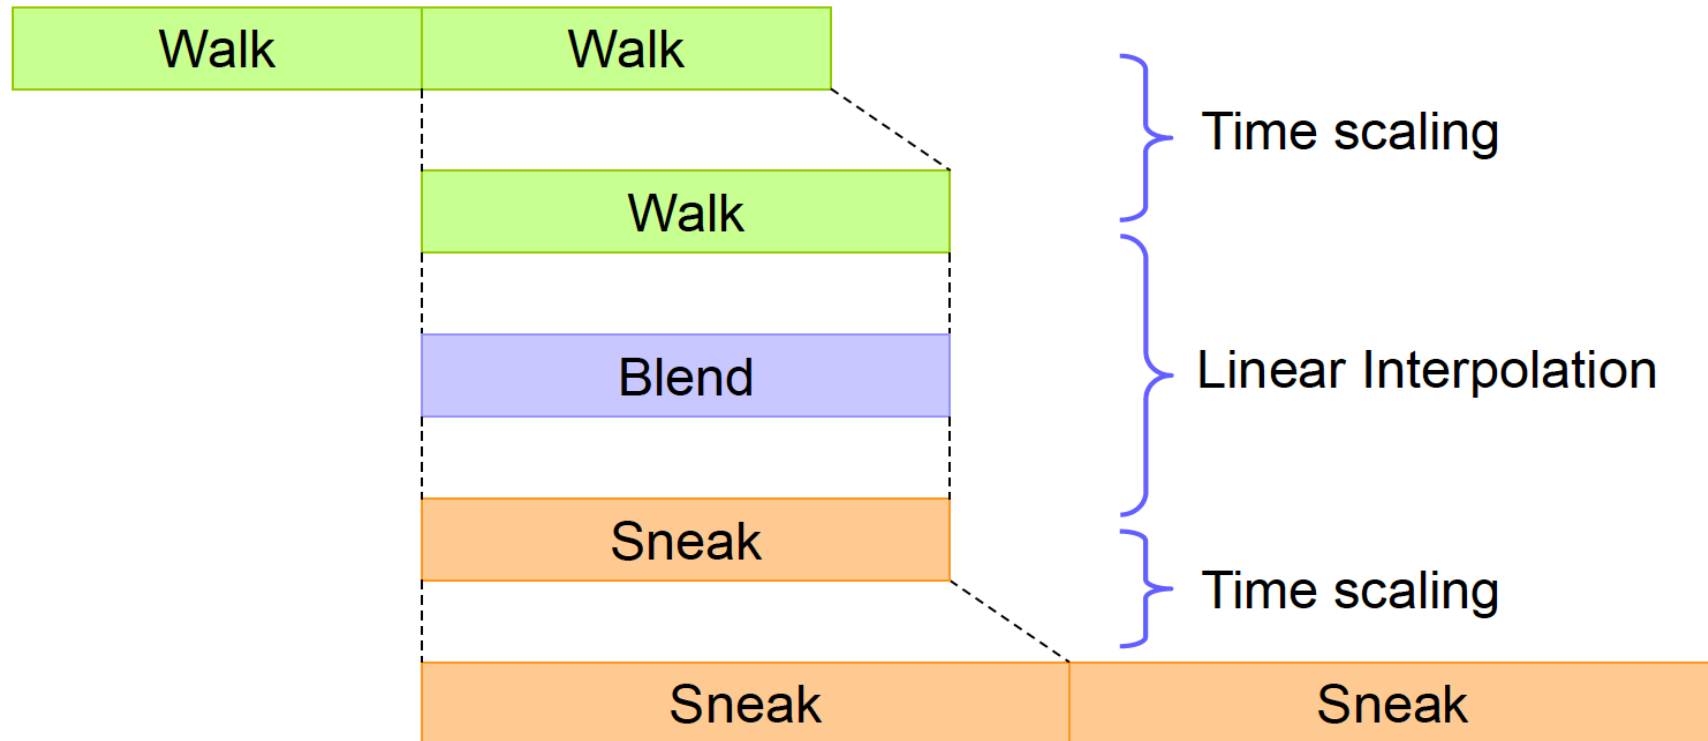 Walk Walk
Time scaling
Walk
Linear Interpolation
Blend
Sneak
Time scaling
Sneak Sneak